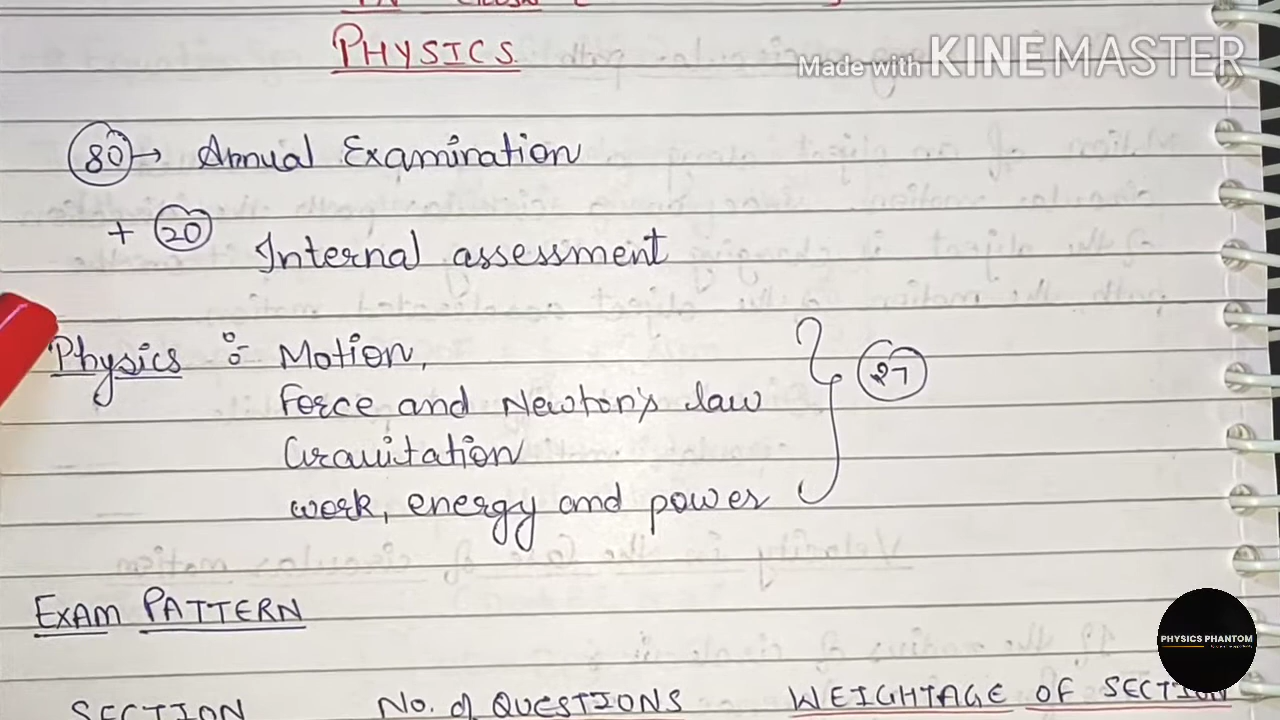 PHYSICS
Made with KINEMASTER
80 → Annual Examination
+ 20 Internal assessment
Physics :- Motion, 27
Force and Newton's law
Gravitation
work, energy and power
EXAM PATTERN
PHYSICS PHANTOM
SECTION No. of QUESTIONS WEIGHTAGE OF SECTION